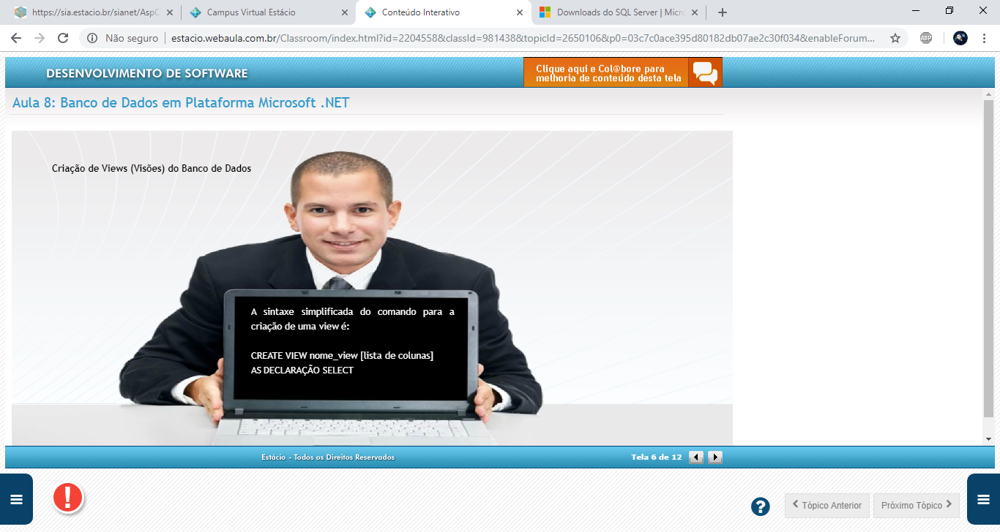 https://sia.estacio.br/sianet/AspC
Campus Virtual Estácio
Conteúdo Interativo
Downloads do SQL Server | Micro
Não seguro
estacio.webaula.com.br/Classroom/index.html?id=2204558&classId=981438&topicId=2650106&p0=03c7c0ace395d80182db07ae2c30f034&enableForum...
ABP
DESENVOLVIMENTO DE SOFTWARE
Clique aqui e Col@bore para
melhoria de conteúdo desta tela
Aula 8: Banco de Dados em Plataforma Microsoft .NET
Criação de Views (Visões) do Banco de Dados
A sintaxe simplificada do comando para a
criação de uma view é:
CREATE VIEW nome_view [lista de colunas]
AS DECLARAÇÃO SELECT
Estácio - Todos os Direitos Reservados
Tela 6 de 12
!
?
Tópico Anterior
Próximo Tópico